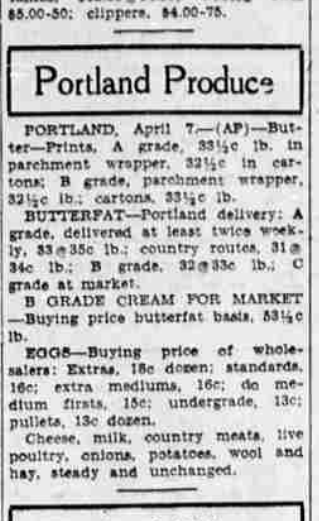 $5.00-50; clippers, $4.00-75.
Portland Produce
PORTLAND, April 7.—(AP)—But-
ter—Prints, A grade, 33½c lb. in
parchment wrapper, 32½c in car-
tons; B grade, parchment wrapper,
32½c lb.; cartons, 33½c lb.
BUTTERFAT—Portland delivery: A
grade, delivered at least twice week-
ly, 33@35c lb.; country routes, 31@
34c lb.; B grade, 32@33c lb.; C
grade at market.
B GRADE CREAM FOR MARKET
—Buying price butterfat basis, 53½c
lb.
EGGS—Buying price of whole-
salers: Extras, 18c dozen; standards,
16c; extra mediums, 16c; do me-
dium firsts, 15c; undergrade, 13c;
pullets, 13c dozen.
Cheese, milk, country meats, live
poultry, onions, potatoes, wool and
hay, steady and unchanged.